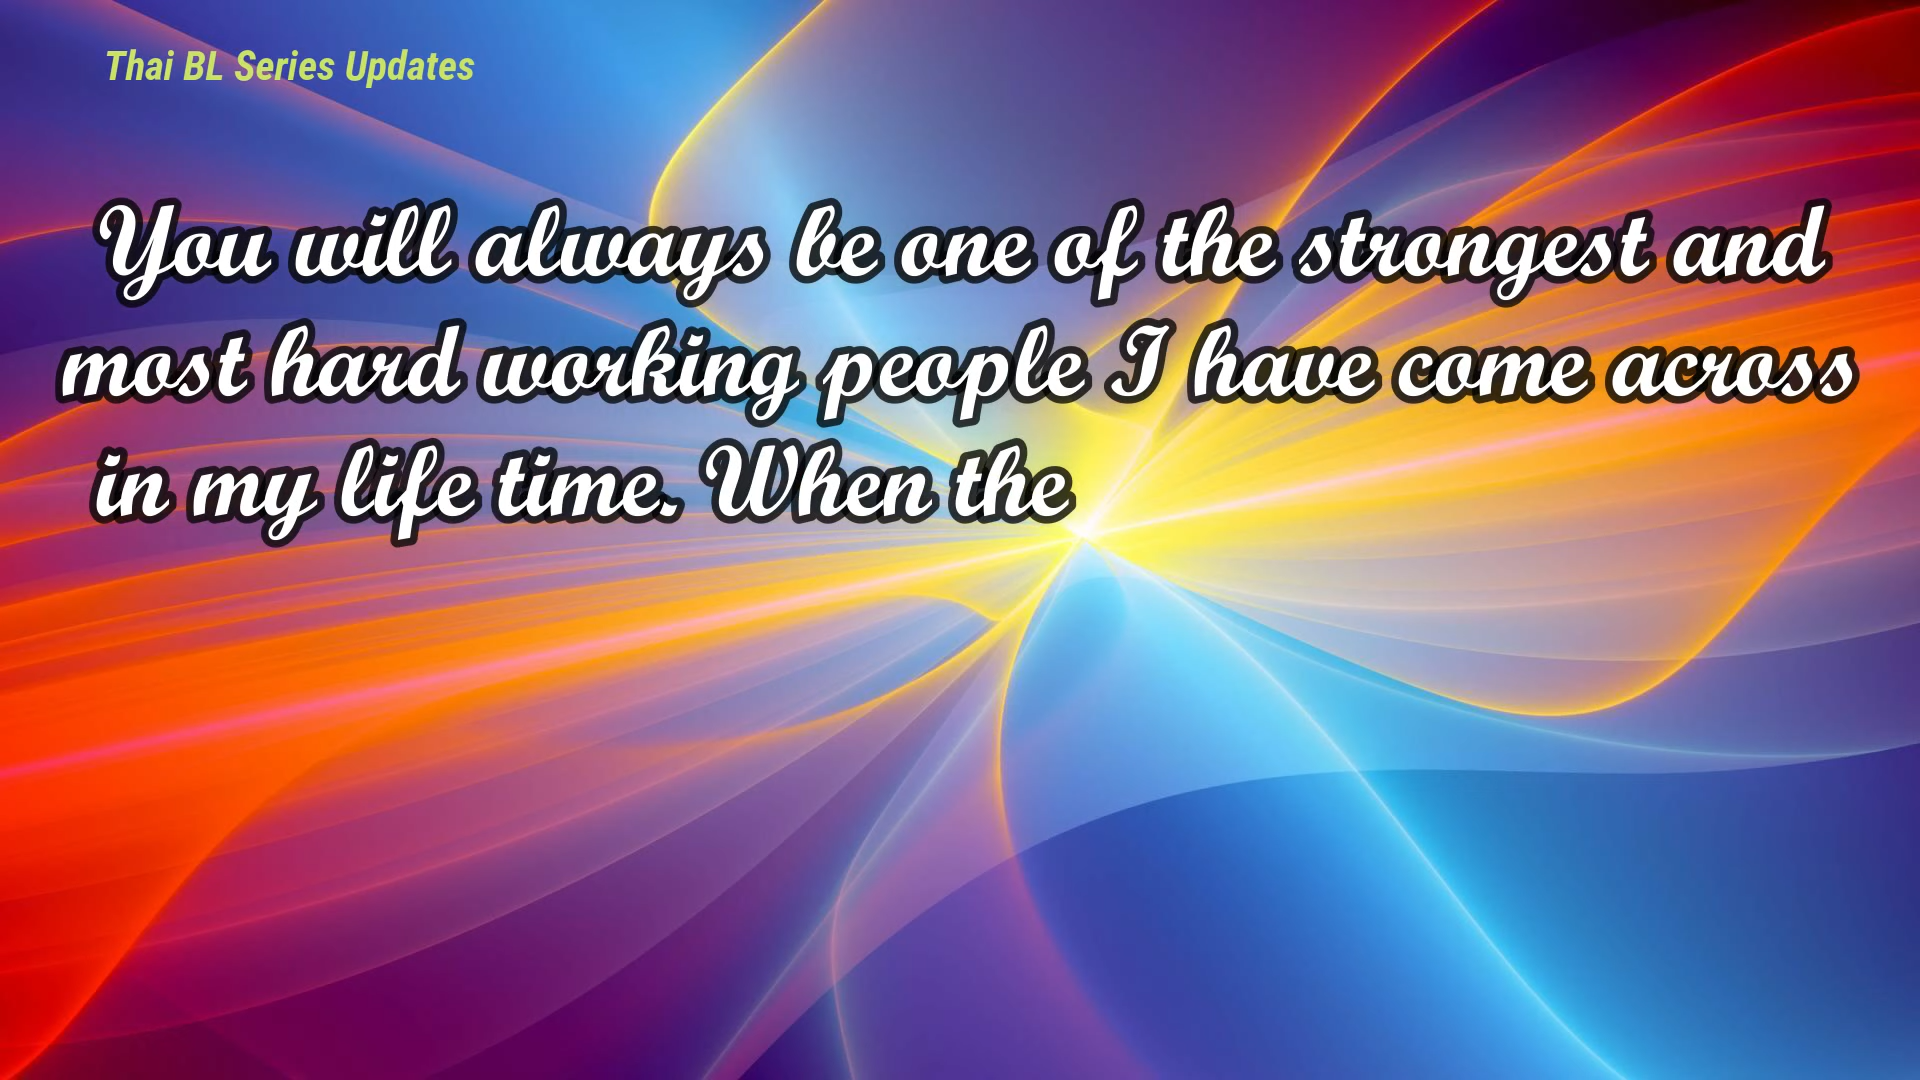 Thai BL Series Updates
You will always be one of the strongest and
most hard working people I have come across
in my life time. When the